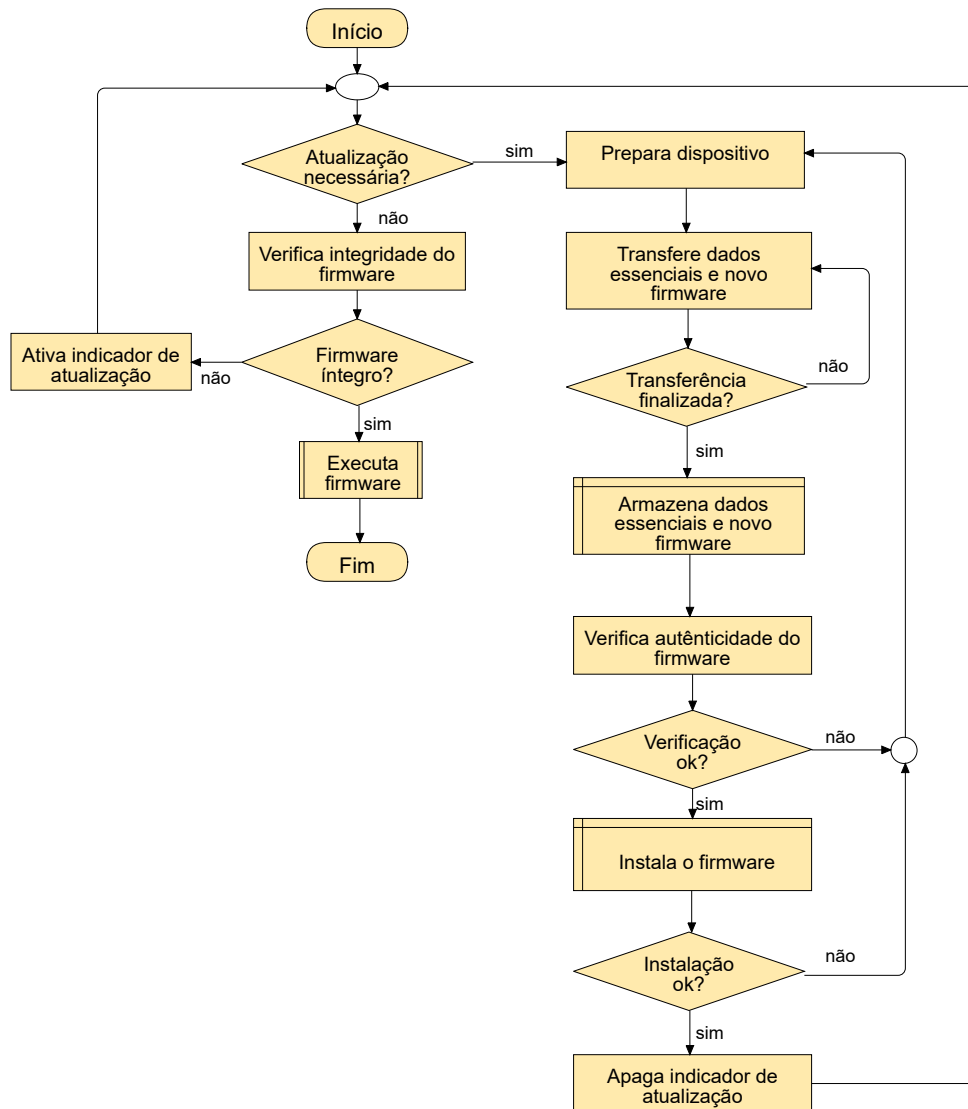 Início
Atualização
necessária?
sim
não
Prepara dispositivo
Verifica integridade do
firmware
Transfere dados
essenciais e novo
firmware
Ativa indicador de
atualização
não
Firmware
íntegro?
sim
Transferência
finalizada?
não
sim
Executa
firmware
Fim
Armazena dados
essenciais e novo
firmware
Verifica autênticidade do
firmware
Verificação
ok?
não
sim
Instala o firmware
Instalação
ok?
não
sim
Apaga indicador de
atualização